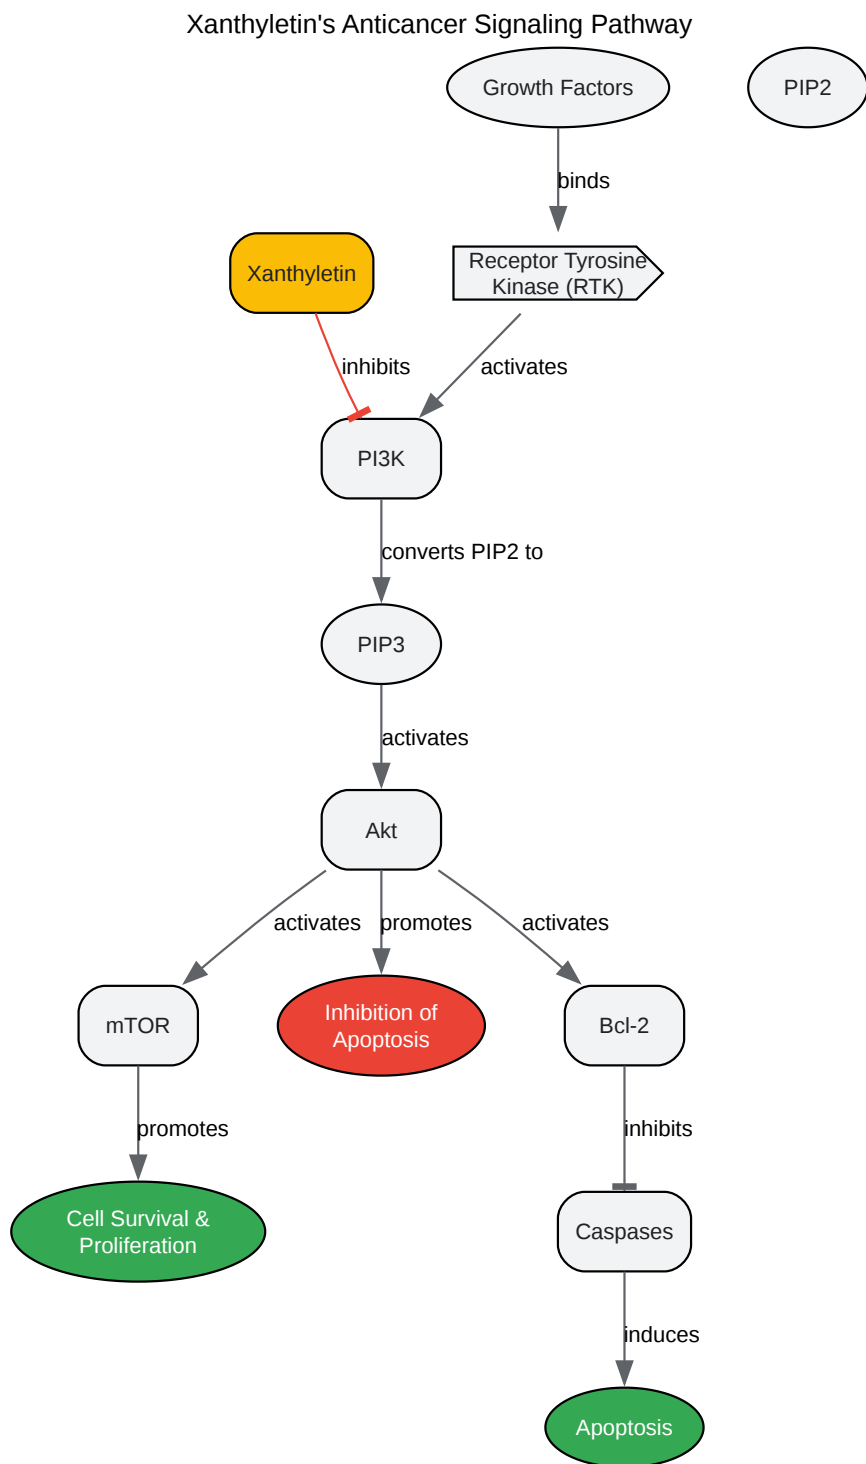 Xanthyletin's Anticancer Signaling Pathway
Growth Factors
PIP2
binds
Xanthyletin
Receptor Tyrosine
Kinase (RTK)
inhibits
activates
PI3K
converts PIP2 to
PIP3
activates
Akt
activates
promotes
activates
mTOR
Inhibition of
Apoptosis
Bcl-2
promotes
inhibits
Cell Survival &
Proliferation
Caspases
induces
Apoptosis